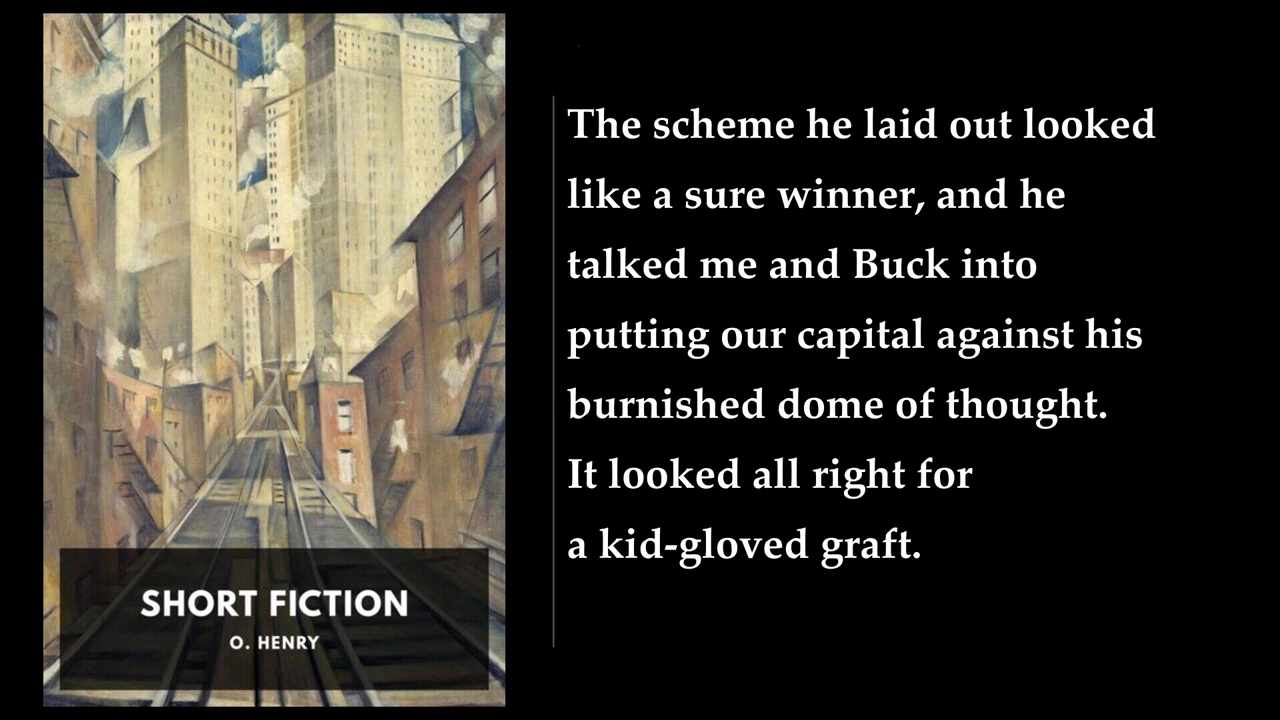 SHORT FICTION
O. HENRY
The scheme he laid out looked
like a sure winner, and he
talked me and Buck into
putting our capital against his
burnished dome of thought.
It looked all right for
a kid-gloved graft.